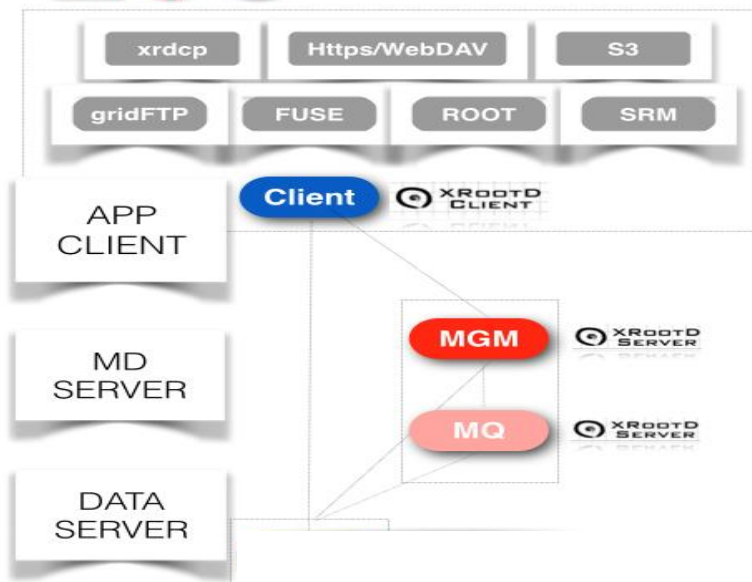 xrdcp Https/WebDAV S3
gridFTP FUSE ROOT SRM
APP
CLIENT
Client
XROOTD
CLIENT
MD
SERVER
MGM
XROOTD
SERVER
MQ
XROOTD
SERVER
DATA
SERVER